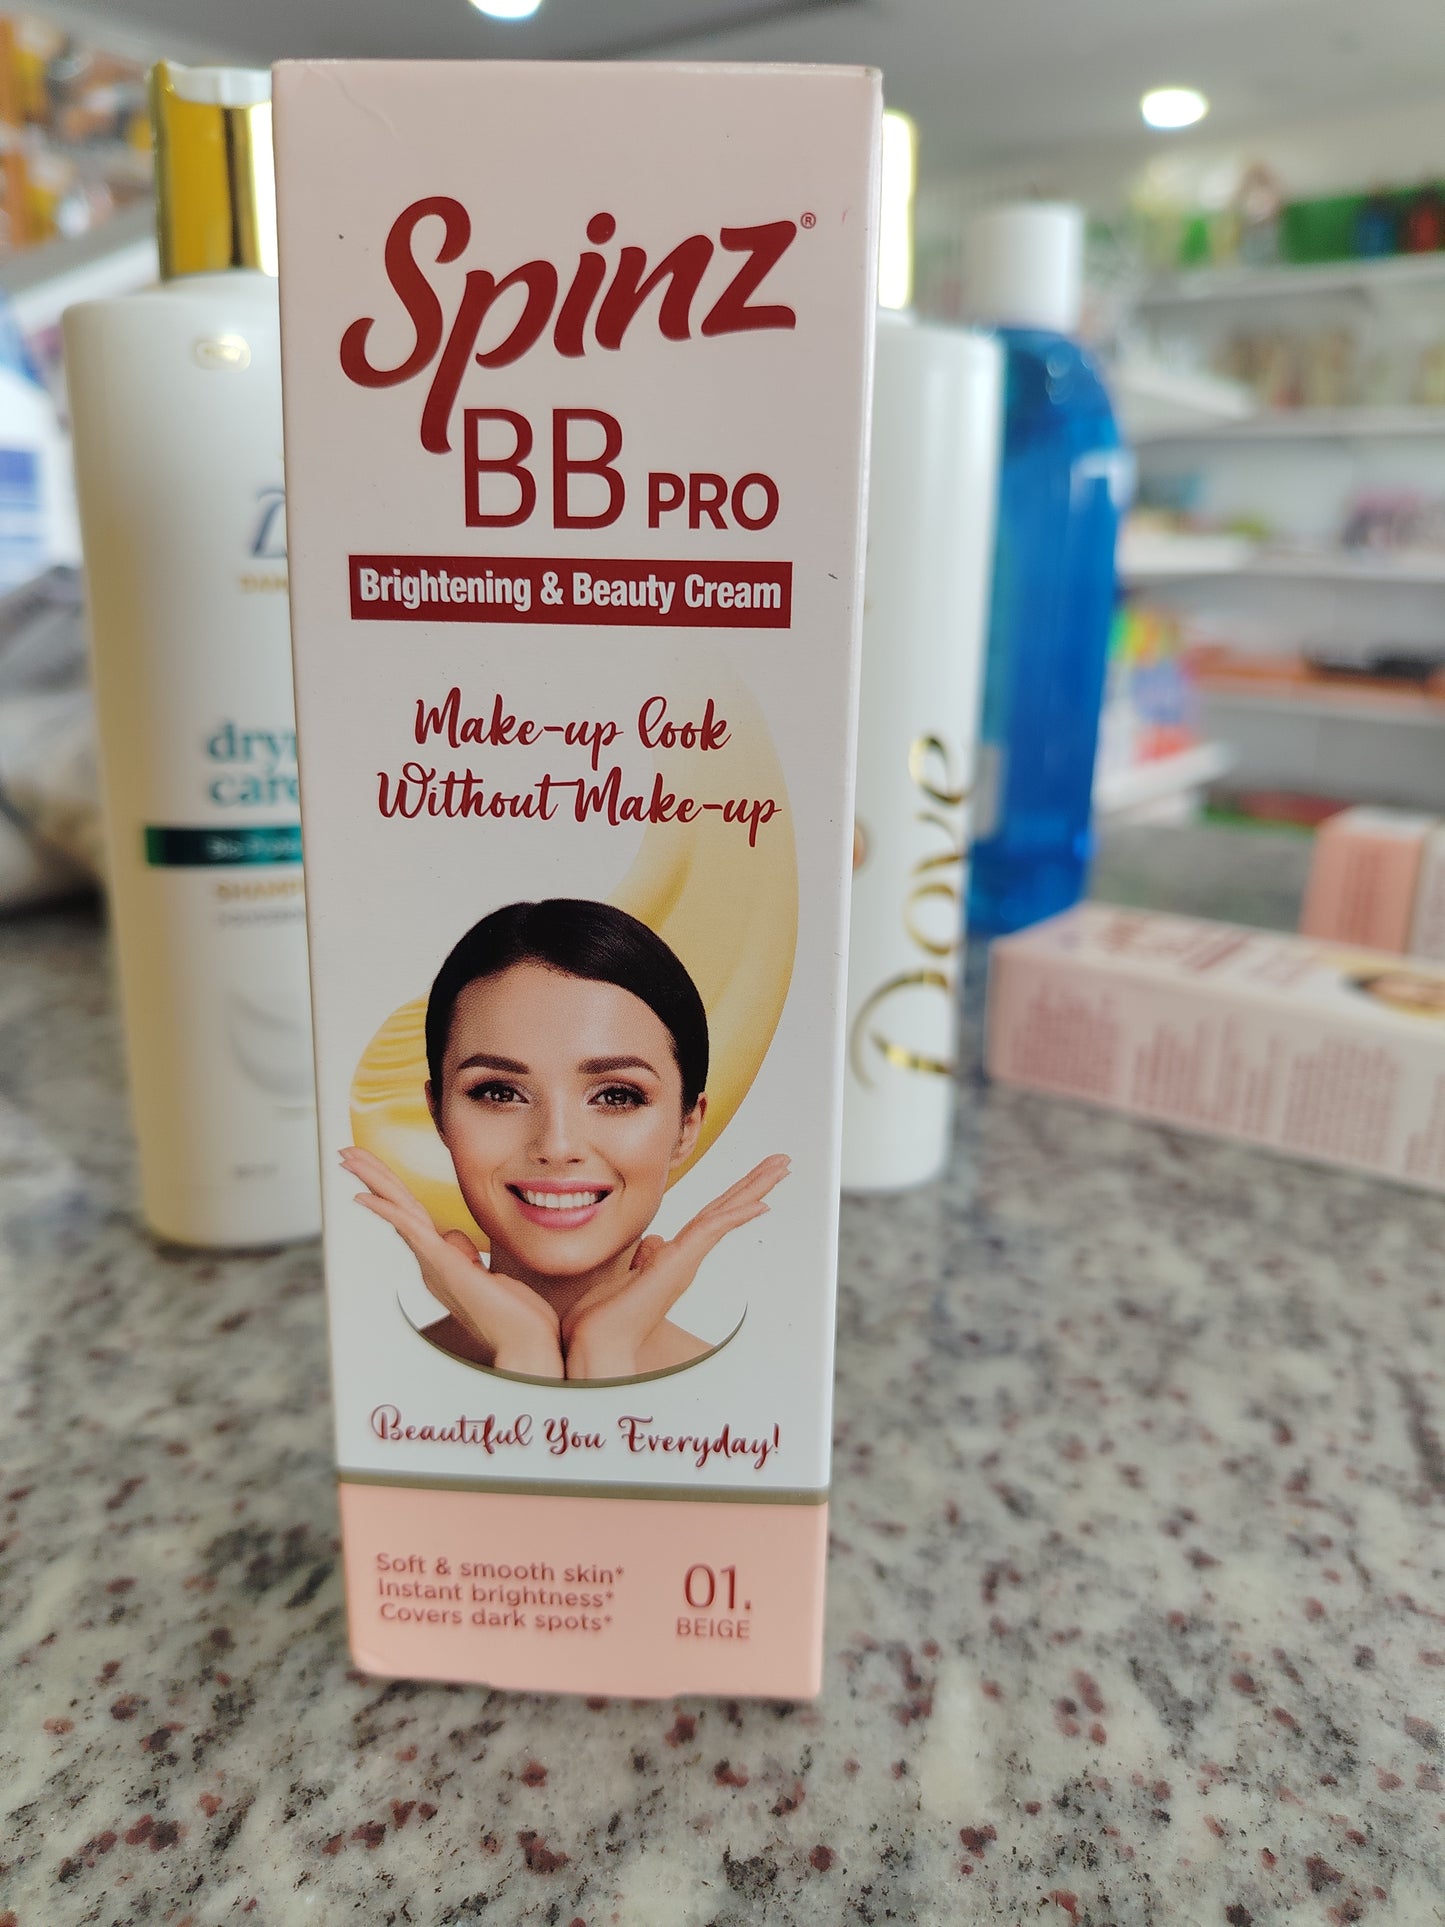 Spinz®
BB PRO
Brightening & Beauty Cream
Make-up look
Without Make-up
Beautiful You Everyday!
Soft & smooth skin*
Instant brightness*
Covers dark spots*
01.
BEIGE
care
Dove